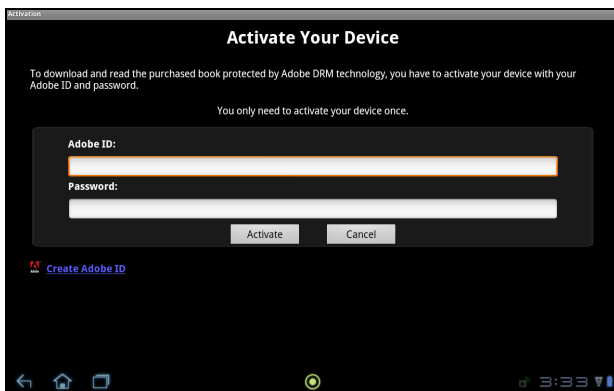 Activation
Activate Your Device
To download and read the purchased book protected by Adobe DRM technology, you have to activate your device with your
Adobe ID and password.
You only need to activate your device once.
Adobe ID:
Password:
Activate Cancel
Adobe Create Adobe ID
3:33